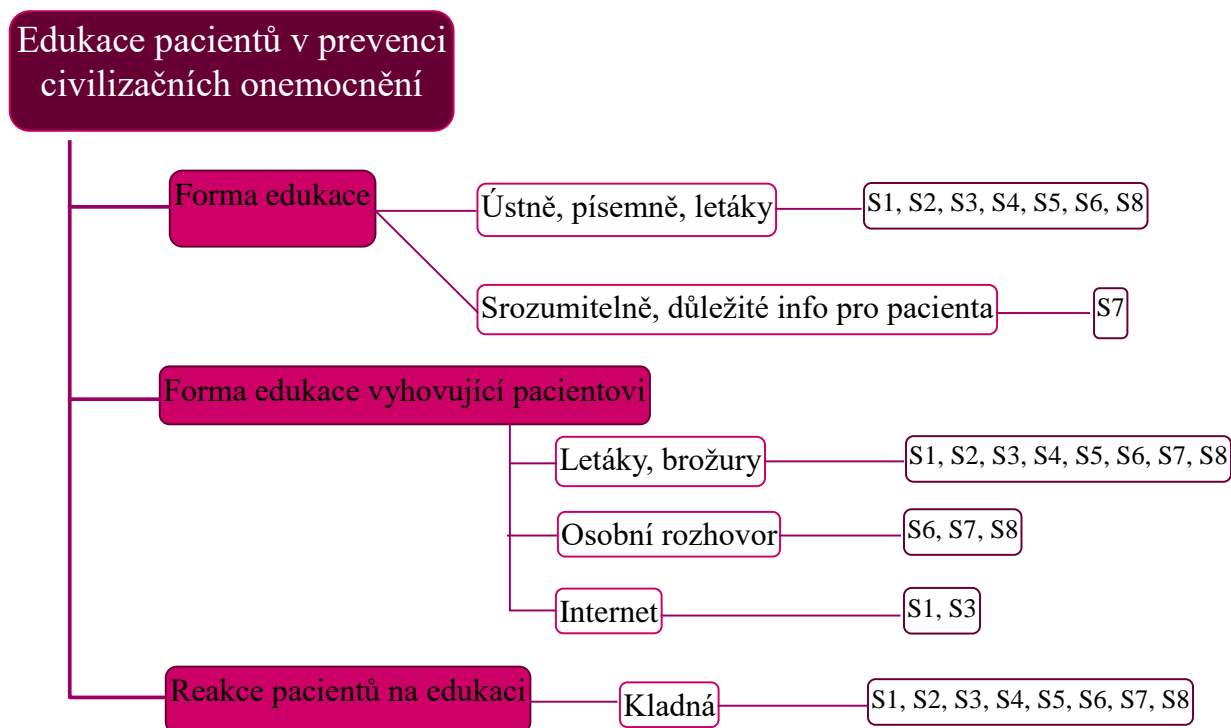 Edukace pacientů v prevenci
civilizačních onemocnění
Forma edukace
Ústně, písemně, letáky
S1, S2, S3, S4, S5, S6, S8
Srozumitelně, důležité info pro pacienta
S7
Forma edukace vyhovující pacientovi
Letáky, brožury
S1, S2, S3, S4, S5, S6, S7, S8
Osobní rozhovor
S6, S7, S8
Internet
S1, S3
Reakce pacientů na edukaci
Kladná
S1, S2, S3, S4, S5, S6, S7, S8